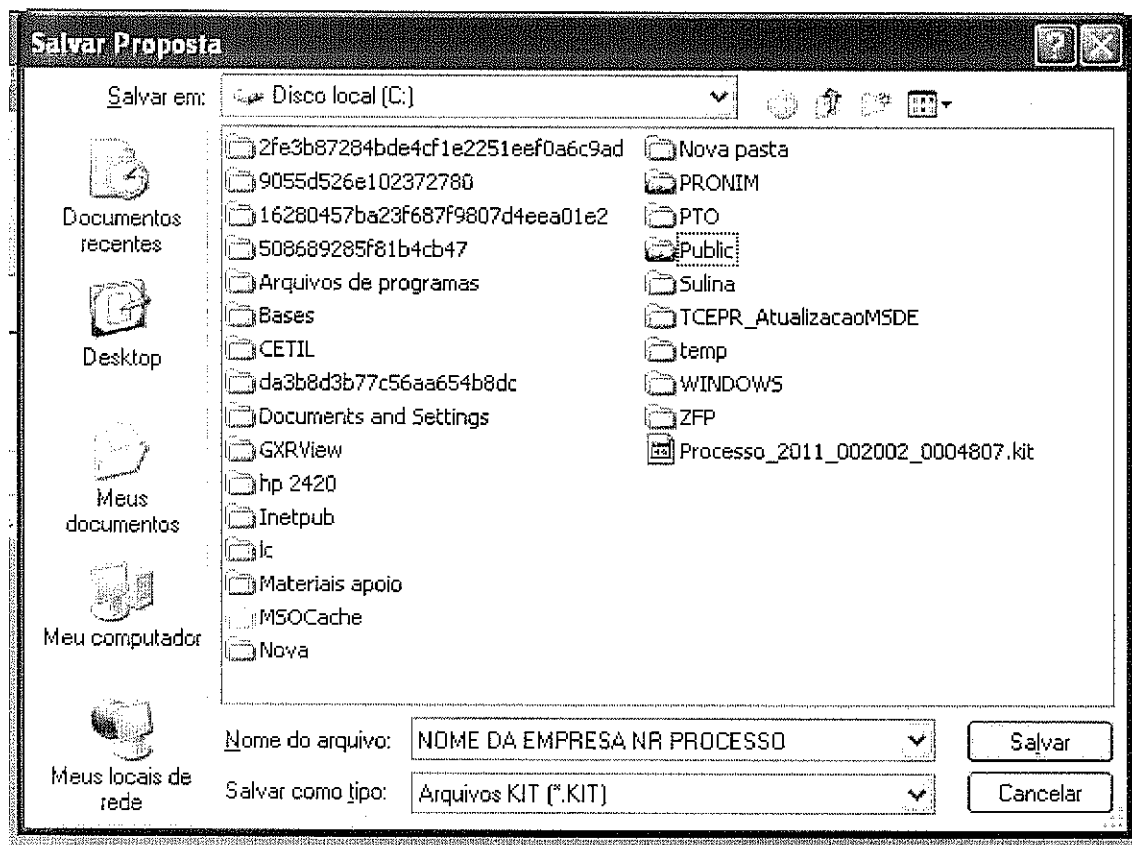 Salvar Proposta
Salvar em:
Disco local (C:)
Documentos
recentes
Desktop
Meus
documentos
Meu computador
Meus locais de
rede
2fe3b87284bde4cf1e2251eef0a6c9ad
9055d526e102372780
16280457ba23f687f9807d4eea01e2
508689285f81b4cb47
Arquivos de programas
Bases
CETIL
da3b8d3b77c56aa654b8dc
Documents and Settings
GXRView
hp 2420
Inetpub
lc
Materiais apoio
MSOCache
Nova
Nova pasta
PRONIM
PTO
Public
Sulina
TCEPR_AtualizacaoMSDE
temp
WINDOWS
ZFP
Processo_2011_002002_0004807.kit
Nome do arquivo:
NOME DA EMPRESA NR PROCESSO
Salvar
Salvar como tipo:
Arquivos KIT (*.KIT)
Cancelar